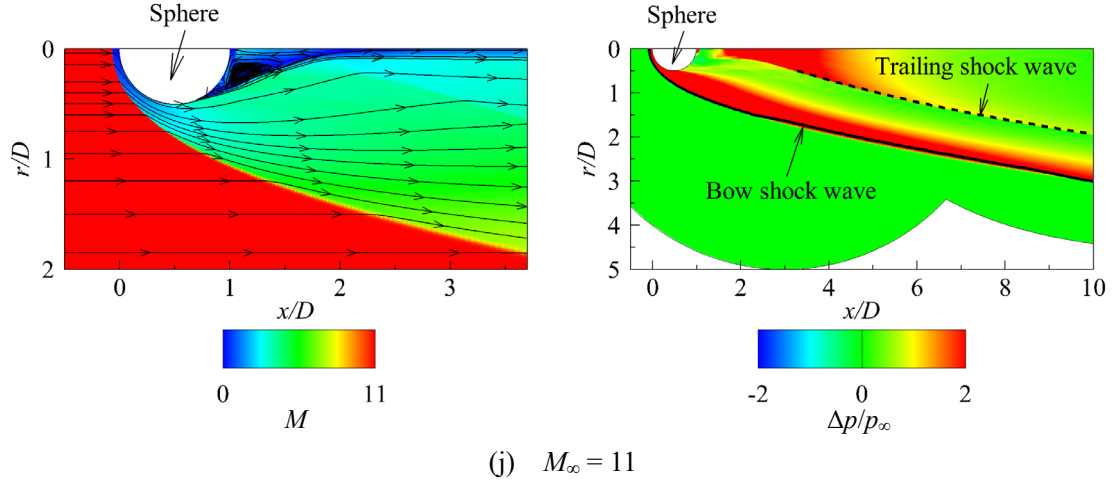 Sphere
0
1
2
r/D
0
1
2
3
x/D
0
11
M
Sphere
0
1
2
3
4
5
r/D
Trailing shock wave
Bow shock wave
0
2
4
6
8
10
x/D
-2
0
2
Δp/p∞
(j) M∞ = 11